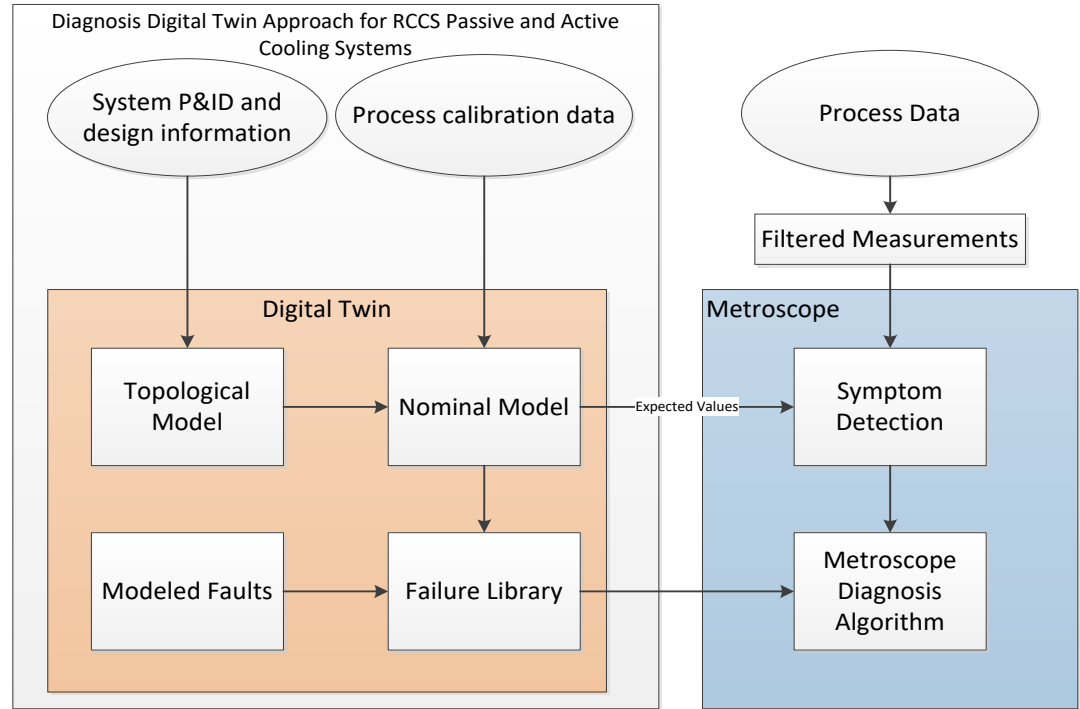 Diagnosis Digital Twin Approach for RCCS Passive and Active
Cooling Systems
System P&ID and
design information
Process calibration data
Process Data
Filtered Measurements
Digital Twin
Metroscope
Topological
Model
Nominal Model
Expected Values
Symptom
Detection
Modeled Faults
Failure Library
Metroscope
Diagnosis
Algorithm